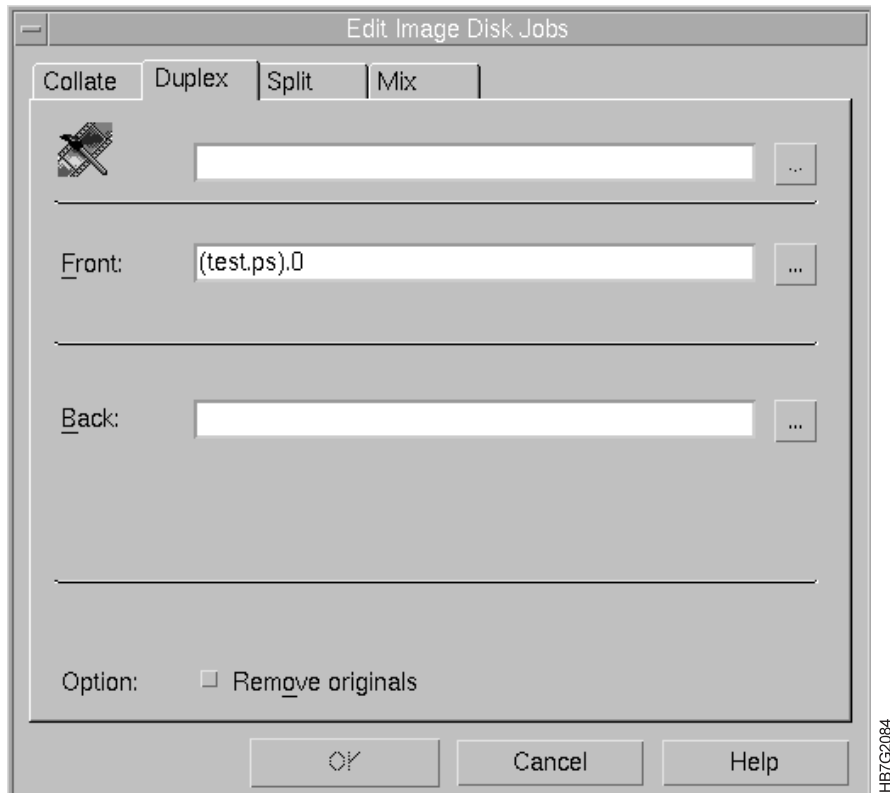 Edit Image Disk Jobs
Collate Duplex Split Mix
...
Front: (test.ps).0 ...
Back: ...
Option: Remove originals
OK Cancel Help
HB7G2084